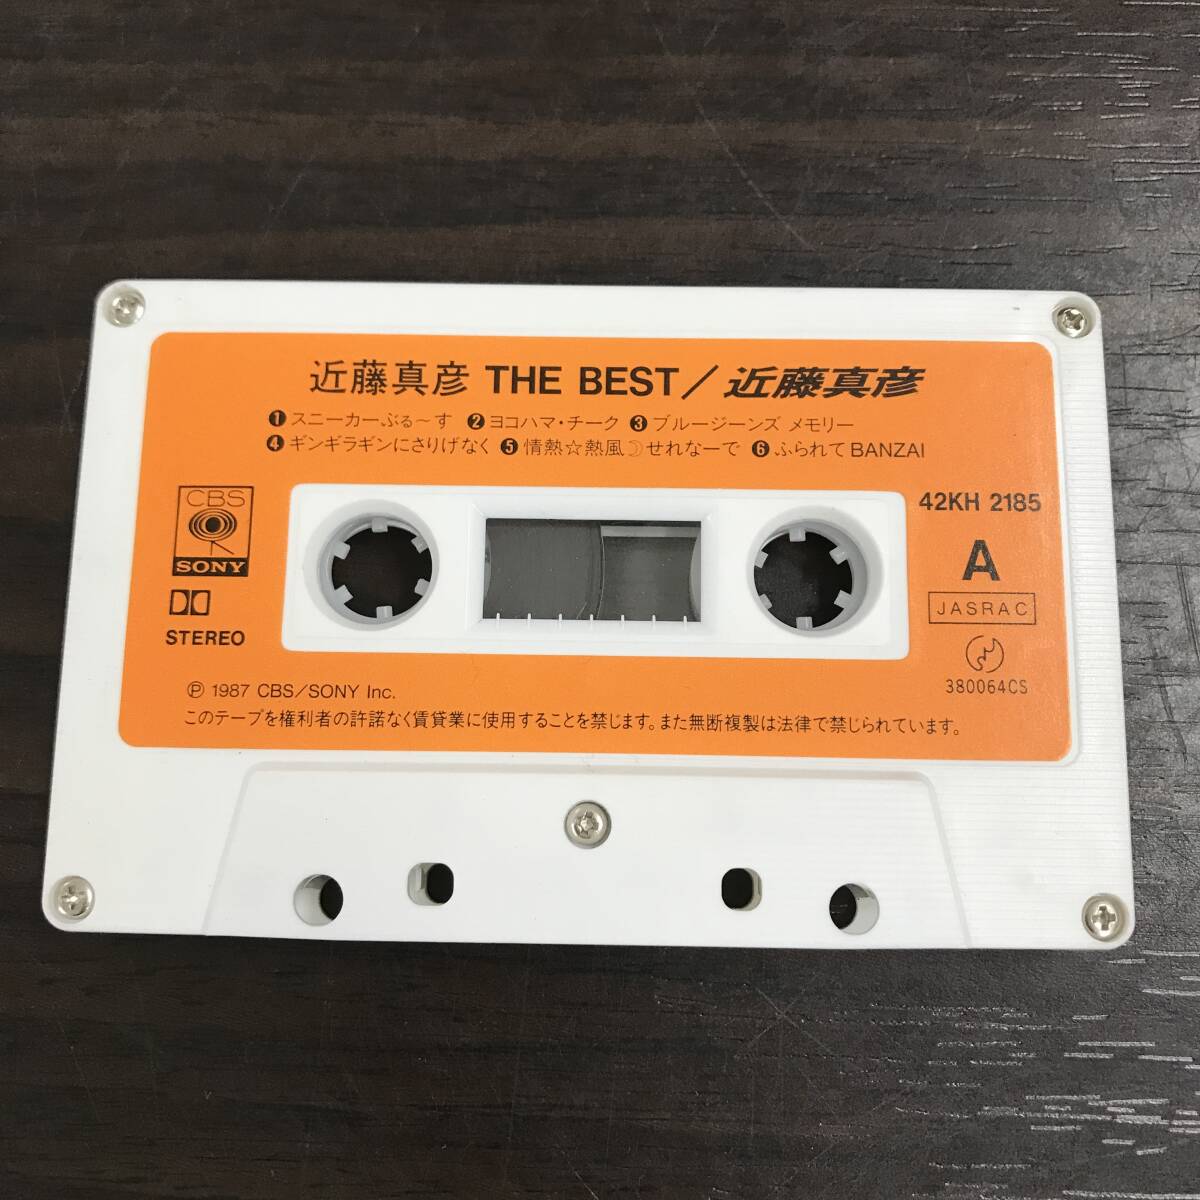 近藤真彦 THE BEST／近藤真彦
❶ スニーカーぶる〜す ❷ ヨコハマ・チーク ❸ ブルージーンズ メモリー
❹ ギンギラギンにさりげなく ❺ 情熱☆熱風☽せれなーで ❻ ふられてBANZAI
CBS
SONY
STEREO
42KH 2185
A
JASRAC
380064CS
Ⓟ 1987 CBS／SONY Inc.
このテープを権利者の許諾なく賃貸業に使用することを禁じます。また無断複製は法律で禁じられています。